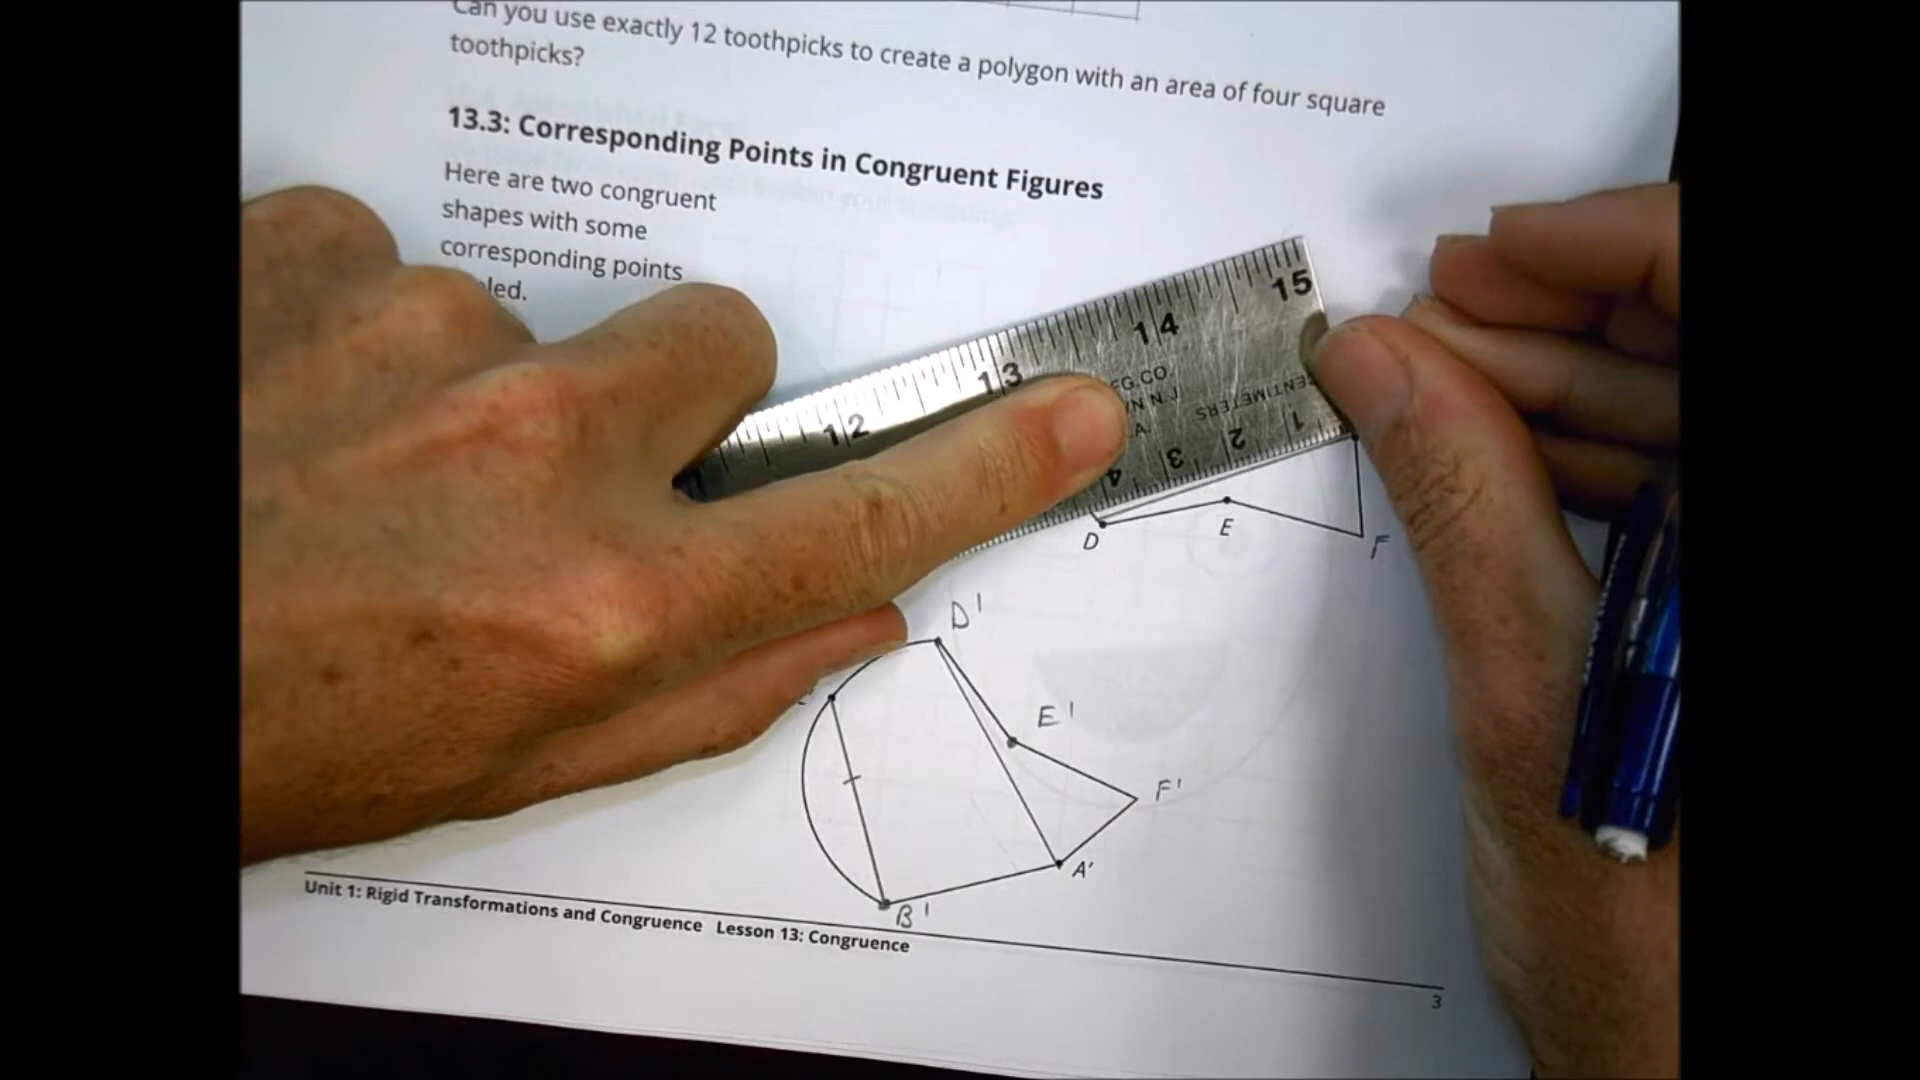 Can you use exactly 12 toothpicks to create a polygon with an area of four square
toothpicks?
13.3: Corresponding Points in Congruent Figures
Here are two congruent
shapes with some
corresponding points
led.
12 13 14 15
G.CO.
N N.J.
A.
CENTIMETERS
4 3 2 1
D
E
F
D'
E'
F'
A'
B'
Unit 1: Rigid Transformations and Congruence Lesson 13: Congruence
3